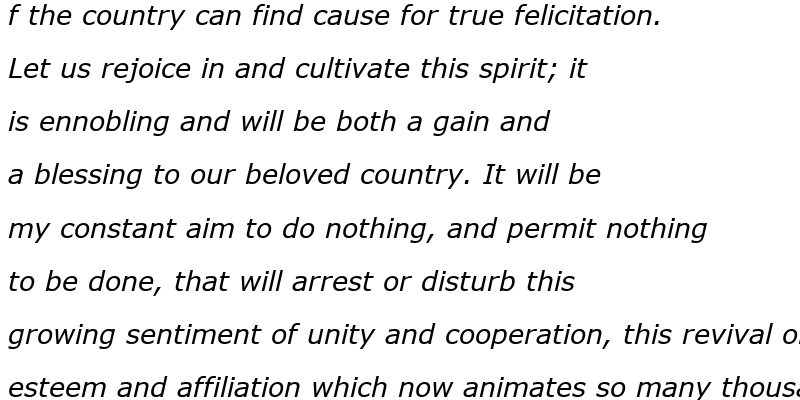 f the country can find cause for true felicitation.
Let us rejoice in and cultivate this spirit; it
is ennobling and will be both a gain and
a blessing to our beloved country. It will be
my constant aim to do nothing, and permit nothing
to be done, that will arrest or disturb this
growing sentiment of unity and cooperation, this revival
esteem and affiliation which now animates so many